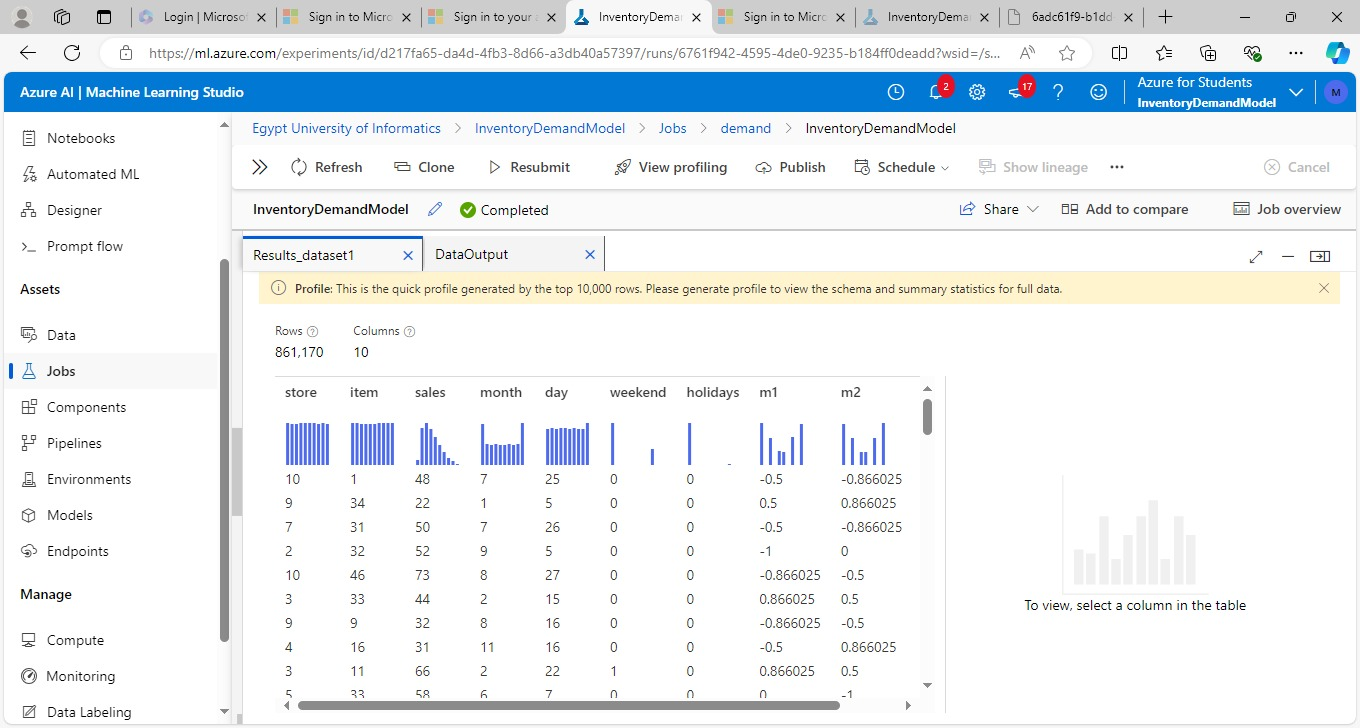 Login | Microsof
Sign in to Micro
Sign in to your a
InventoryDemar
Sign in to Micro
InventoryDemar
6adc61f9-b1dd
https://ml.azure.com/experiments/id/d217fa65-da4d-4fb3-8d66-a3db40a57397/runs/6761f942-4595-4de0-9235-b184ff0deadd?wsid=/s...
Azure AI | Machine Learning Studio
2
17
Azure for Students
InventoryDemandModel
M
Notebooks
Automated ML
Designer
Prompt flow
Assets
Data
Jobs
Components
Pipelines
Environments
Models
Endpoints
Manage
Compute
Monitoring
Data Labeling
Egypt University of Informatics > InventoryDemandModel > Jobs > demand > InventoryDemandModel
Refresh Clone Resubmit View profiling Publish Schedule Show lineage ... Cancel
InventoryDemandModel Completed Share Add to compare Job overview
Results_dataset1 DataOutput
Profile: This is the quick profile generated by the top 10,000 rows. Please generate profile to view the schema and summary statistics for full data.
Rows Columns
861,170 10
store item sales month day weekend holidays m1 m2
10 1 48 7 25 0 0 -0.5 -0.866025
9 34 22 1 5 0 0 0.5 0.866025
7 31 50 7 26 0 0 -0.5 -0.866025
2 32 52 9 5 0 0 -1 0
10 46 73 8 27 0 0 -0.866025 -0.5
3 33 44 2 15 0 0 0.866025 0.5
9 9 32 8 16 0 0 -0.866025 -0.5
4 16 31 11 16 0 0 -0.5 0.866025
3 11 66 2 22 1 0 0.866025 0.5
5 33 58 6 7 0 0 0 -1
To view, select a column in the table